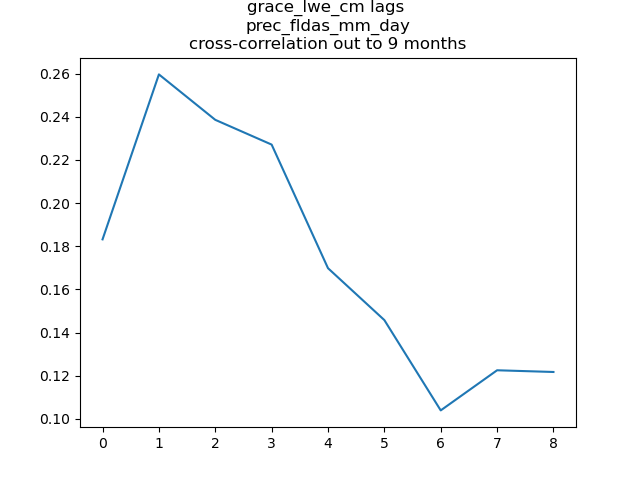 grace_lwe_cm lags
prec_fldas_mm_day
cross-correlation out to 9 months
0.26
0.24
0.22
0.20
0.18
0.16
0.14
0.12
0.10
0 1 2 3 4 5 6 7 8